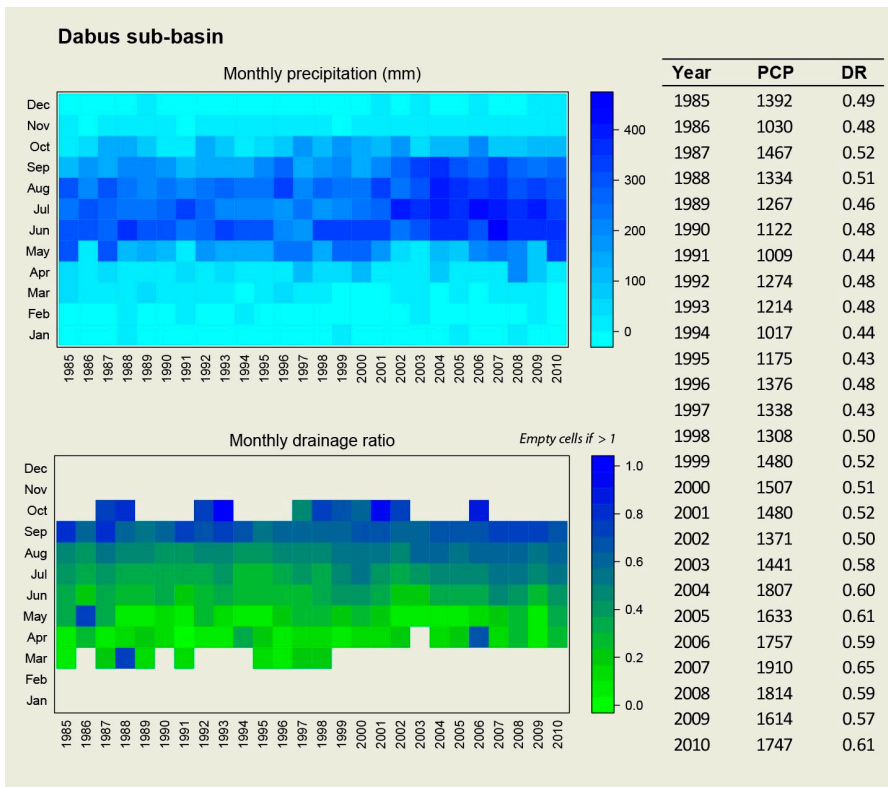 Dabus sub-basin
Monthly precipitation (mm)
Dec
Nov
Oct
Sep
Aug
Jul
Jun
May
Apr
Mar
Feb
Jan
400
300
200
100
0
1985 1986 1987 1988 1989 1990 1991 1992 1993 1994 1995 1996 1997 1998 1999 2000 2001 2002 2003 2004 2005 2006 2007 2008 2009 2010
Monthly drainage ratio
Empty cells if > 1
Dec
Nov
Oct
Sep
Aug
Jul
Jun
May
Apr
Mar
Feb
Jan
1.0
0.8
0.6
0.4
0.2
0.0
1985 1986 1987 1988 1989 1990 1991 1992 1993 1994 1995 1996 1997 1998 1999 2000 2001 2002 2003 2004 2005 2006 2007 2008 2009 2010
Year PCP DR
1985 1392 0.49
1986 1030 0.48
1987 1467 0.52
1988 1334 0.51
1989 1267 0.46
1990 1122 0.48
1991 1009 0.44
1992 1274 0.48
1993 1214 0.48
1994 1017 0.44
1995 1175 0.43
1996 1376 0.48
1997 1338 0.43
1998 1308 0.50
1999 1480 0.52
2000 1507 0.51
2001 1480 0.52
2002 1371 0.50
2003 1441 0.58
2004 1807 0.60
2005 1633 0.61
2006 1757 0.59
2007 1910 0.65
2008 1814 0.59
2009 1614 0.57
2010 1747 0.61